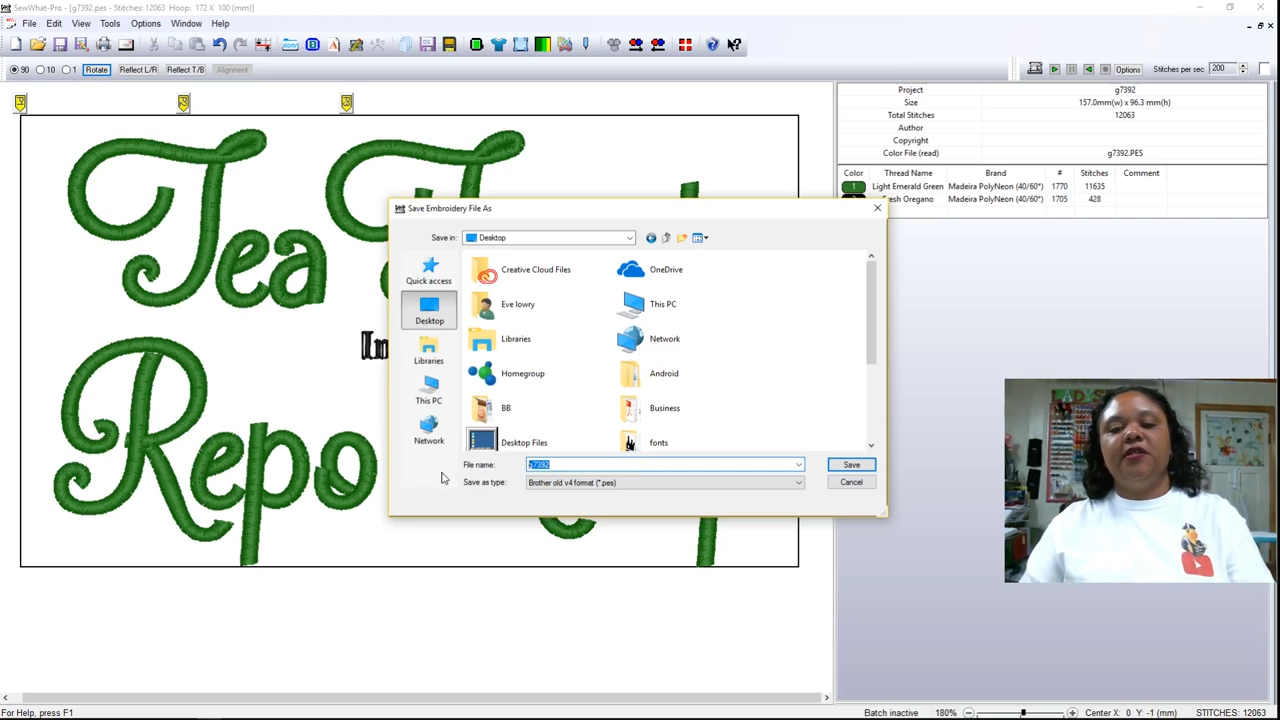 SewWhat-Pro - [g7392.pes - Stitches: 12063 Hoop: 172 X 100 (mm)]
File Edit View Tools Options Window Help
90 10 1 Rotate Reflect L/R Reflect T/B Alignment
Options Stitches per sec 200
Project g7392
Size 157.0mm(w) x 96.3 mm(h)
Total Stitches 12063
Author
Copyright
Color File (read) g7392.PES
Color Thread Name Brand # Stitches Comment
1 Light Emerald Green Madeira PolyNeon (40/60*) 1770 11635
Fresh Oregano Madeira PolyNeon (40/60*) 1705 428
Tea
Repo
Save Embroidery File As
Save in: Desktop
Quick access
Desktop
Libraries
This PC
Network
Creative Cloud Files
OneDrive
Eve lowry
This PC
Libraries
Network
Homegroup
Android
BB
Business
Desktop Files
fonts
File name: g7392
Save
Save as type: Brother old v4 format (*.pes)
Cancel
For Help, press F1
Batch inactive 180% Center X: 0 Y: -1 (mm) STITCHES: 12063